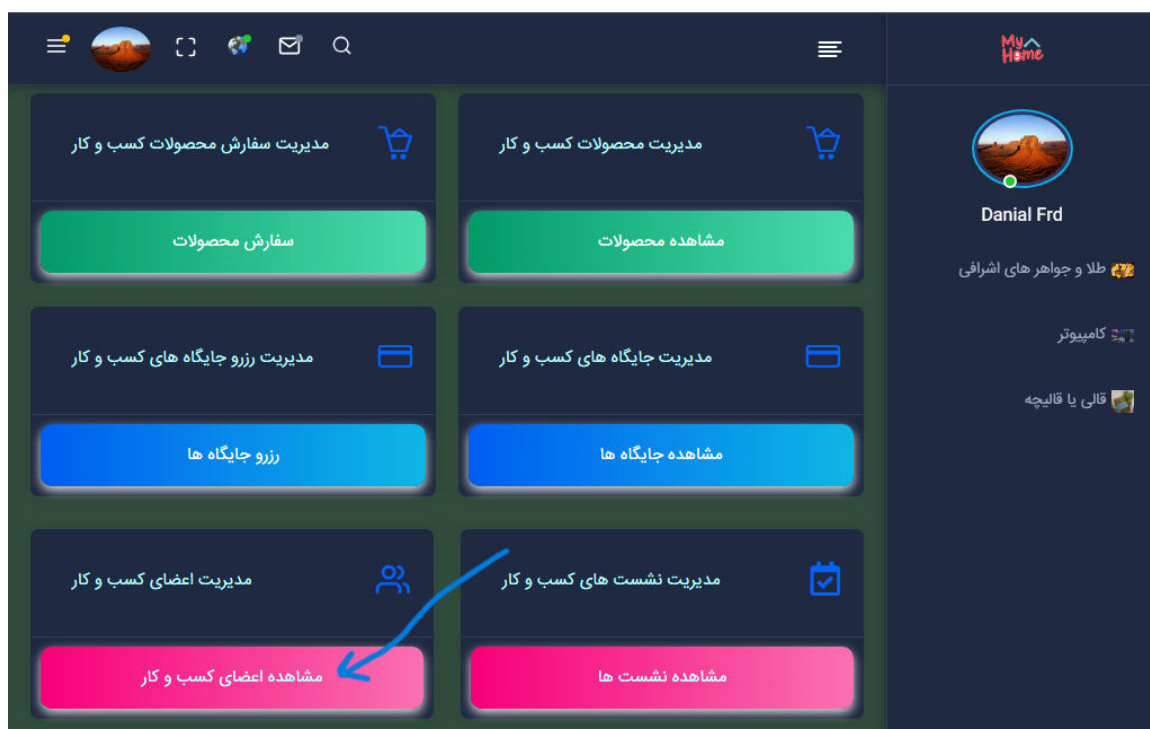 My
Home
Danial Frd
طلا و جواهر های اشرافی
کامپیوتر
قالی یا قالیچه
مدیریت محصولات کسب و کار
مشاهده محصولات
مدیریت سفارش محصولات کسب و کار
سفارش محصولات
مدیریت جایگاه های کسب و کار
مشاهده جایگاه ها
مدیریت رزرو جایگاه های کسب و کار
رزرو جایگاه ها
مدیریت نشست های کسب و کار
مشاهده نشست ها
مدیریت اعضای کسب و کار
مشاهده اعضای کسب و کار